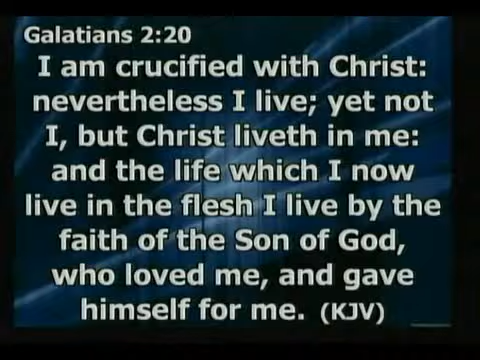 Galatians 2:20
I am crucified with Christ:
nevertheless I live; yet not
I, but Christ liveth in me:
and the life which I now
live in the flesh I live by the
faith of the Son of God,
who loved me, and gave
himself for me. (KJV)